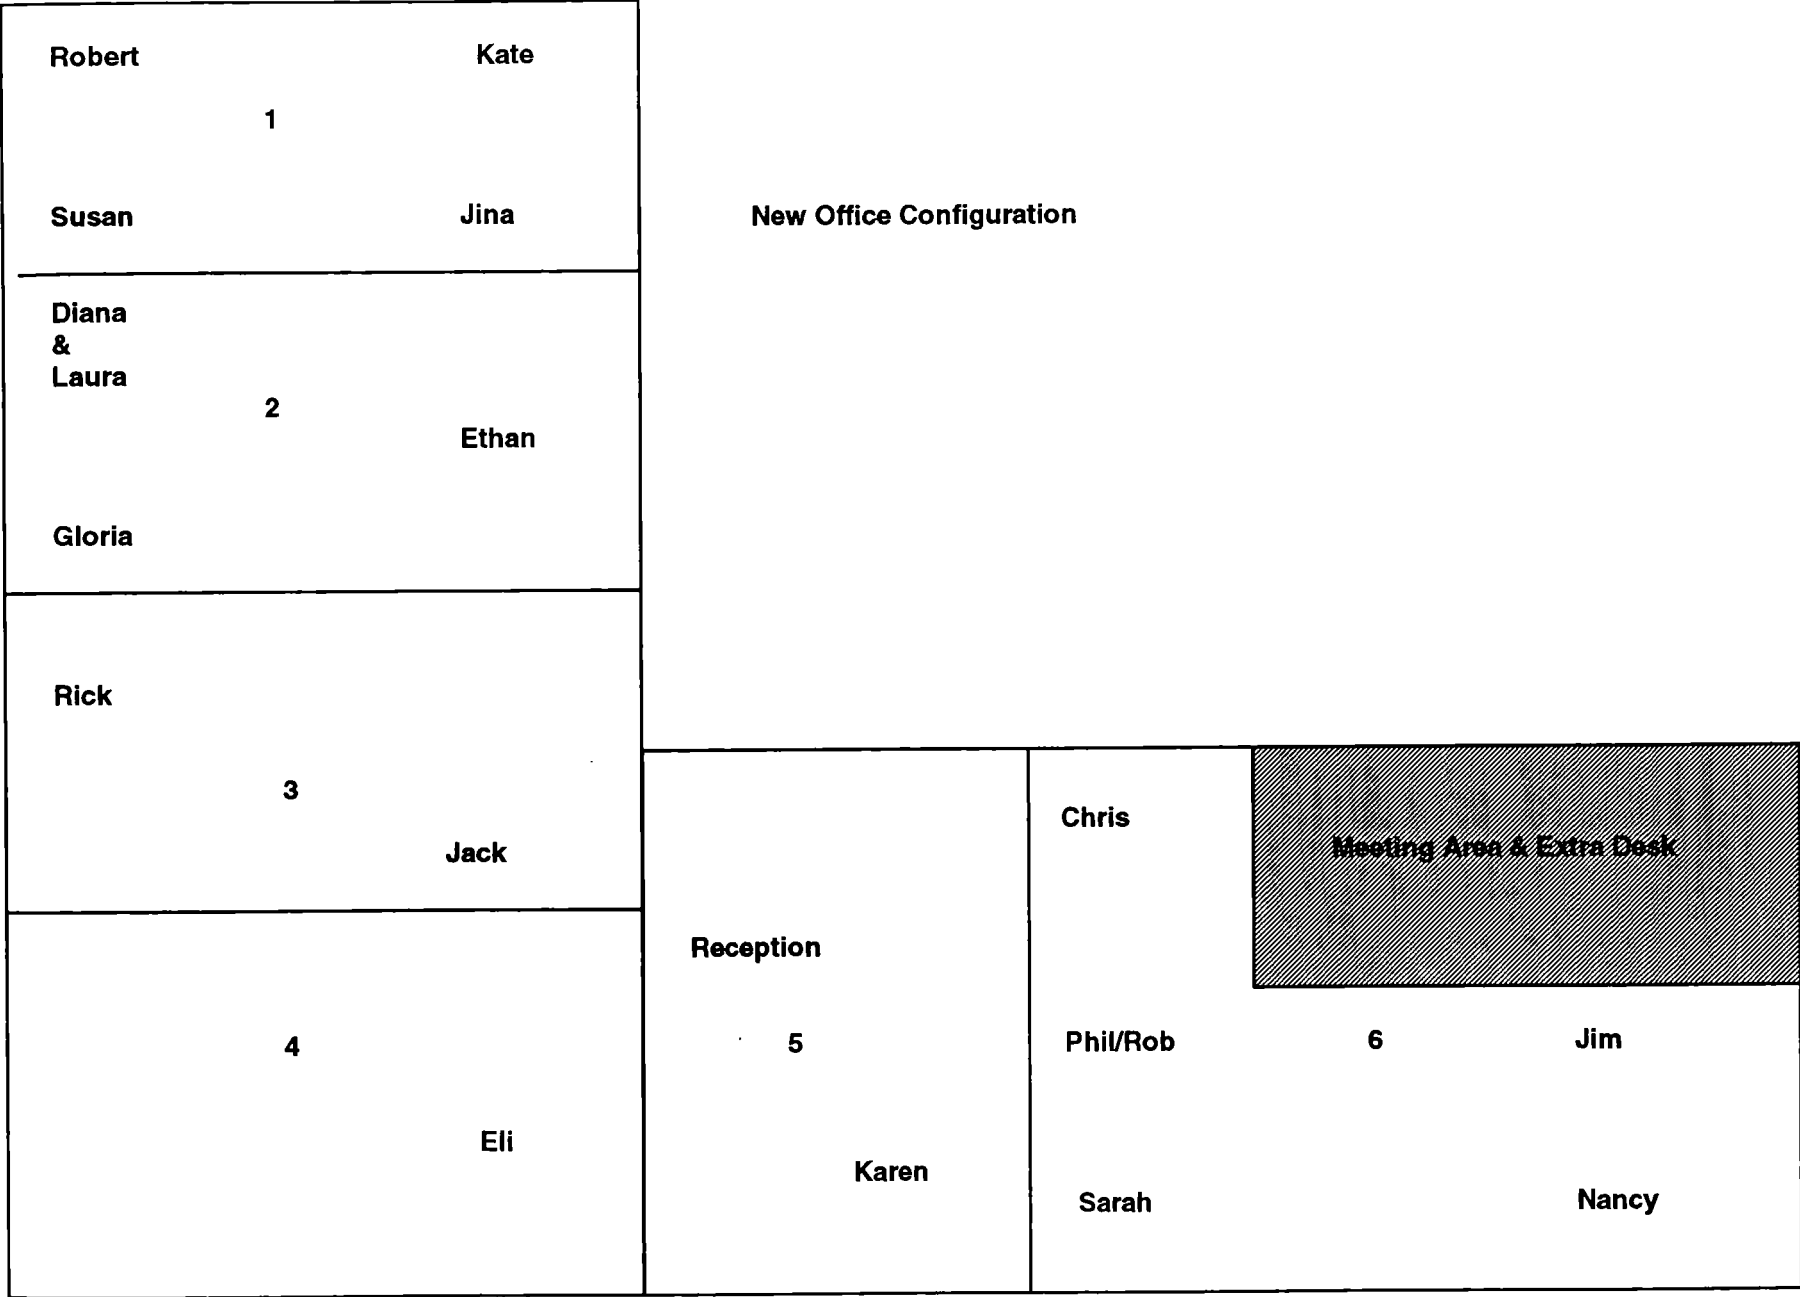 Robert Kate
1
Susan Jina
New Office Configuration
Diana
&
Laura
2
Ethan
Gloria
Rick
3
Jack
4
Eli
Reception
5
Karen
Chris
Meeting Area & Extra Desk
Phil/Rob 6 Jim
Sarah Nancy